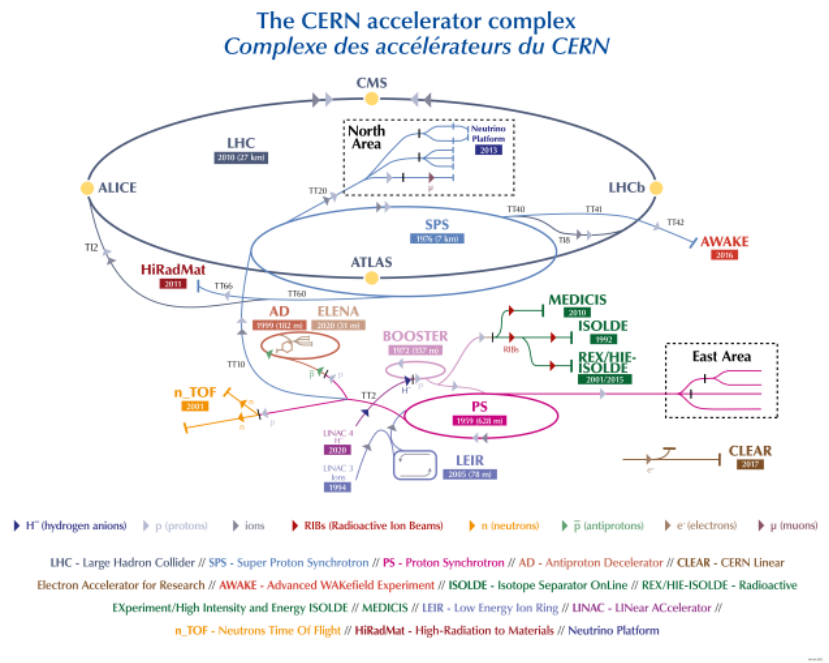 The CERN accelerator complex
Complexe des accélérateurs du CERN
CMS
North
Area
Neutrino
Platform
2013
LHC
2010 (27 km)
μ
ALICE
LHCb
TT20
TT40
TT41
SPS
1976 (7 km)
TT42
TI8
TI2
AWAKE
2016
ATLAS
HiRadMat
2011
TT66
TT60
MEDICIS
2010
AD
1999 (182 m)
ELENA
2020 (31 m)
ISOLDE
1992
BOOSTER
1972 (157 m)
RIBs
REX/HIE-
ISOLDE
2001/2015
East Area
TT10
p̅
p
p
H⁻
TT2
n_TOF
2001
n
n
p
PS
1959 (628 m)
LINAC 4
H⁻
2020
LINAC 3
Ions
1994
LEIR
2005 (78 m)
CLEAR
2017
e⁻
H⁻ (hydrogen anions)
p (protons)
ions
RIBs (Radioactive Ion Beams)
n (neutrons)
p̅ (antiprotons)
e⁻ (electrons)
μ (muons)
LHC - Large Hadron Collider // SPS - Super Proton Synchrotron // PS - Proton Synchrotron // AD - Antiproton Decelerator // CLEAR - CERN Linear
Electron Accelerator for Research // AWAKE - Advanced WAKefield Experiment // ISOLDE - Isotope Separator OnLine // REX/HIE-ISOLDE - Radioactive
EXperiment/High Intensity and Energy ISOLDE // MEDICIS // LEIR - Low Energy Ion Ring // LINAC - LINear ACcelerator //
n_TOF - Neutrons Time Of Flight // HiRadMat - High-Radiation to Materials // Neutrino Platform